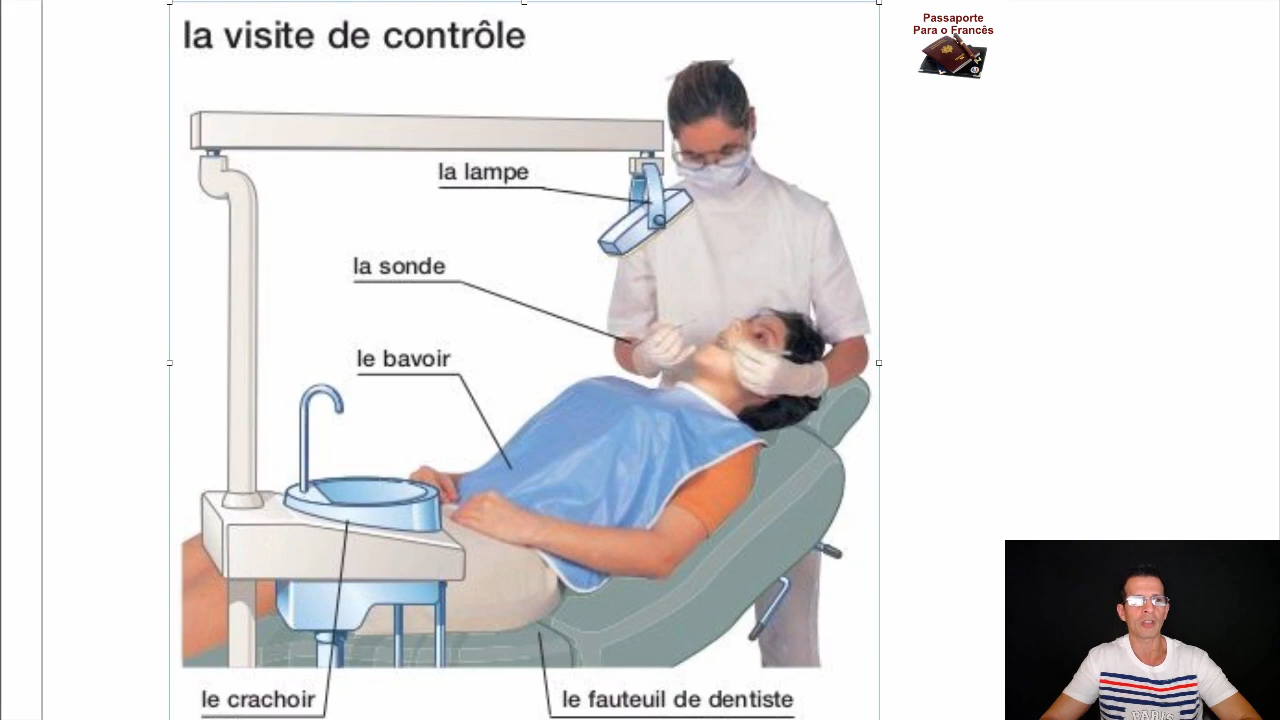 la visite de contrôle
Passaporte
Para o Francês
la lampe
la sonde
le bavoir
le crachoir
le fauteuil de dentiste
PARIS